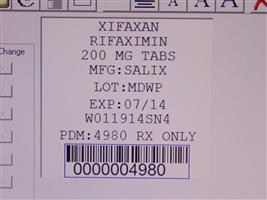 Change
A A A
XIFAXAN
RIFAXIMIN
200 MG TABS
MFG:SALIX
LOT:MDWP
EXP:07/14
W011914SN4
PDM:4980 RX ONLY
0000004980